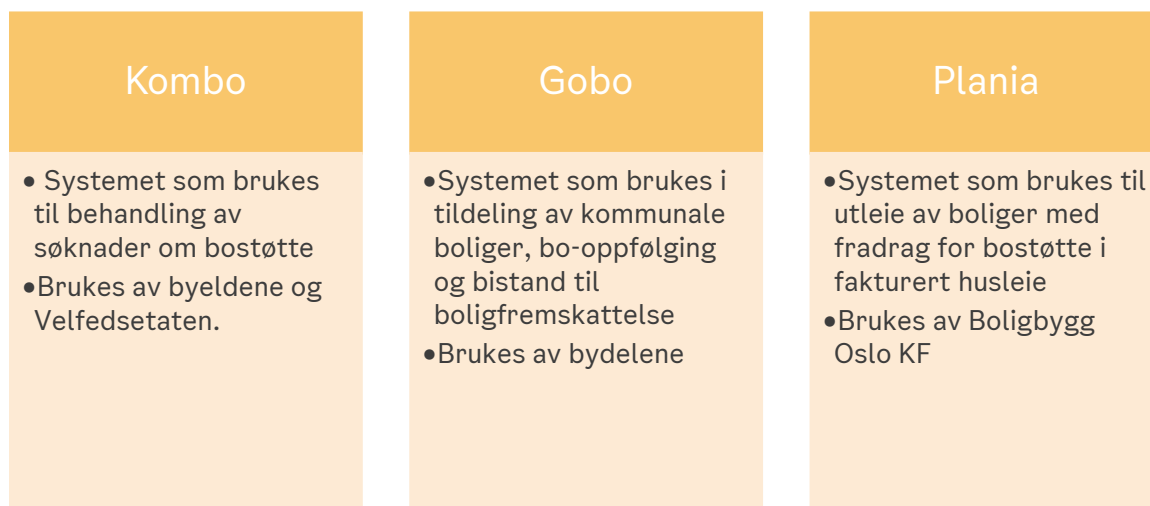 Kombo
• Systemet som brukes
til behandling av
søknader om bostøtte
•Brukes av byeldene og
Velfedsetaten.
Gobo
•Systemet som brukes i
tildeling av kommunale
boliger, bo-oppfølging
og bistand til
boligfremskattelse
•Brukes av bydelene
Plania
•Systemet som brukes til
utleie av boliger med
fradrag for bostøtte i
fakturert husleie
•Brukes av Boligbygg
Oslo KF